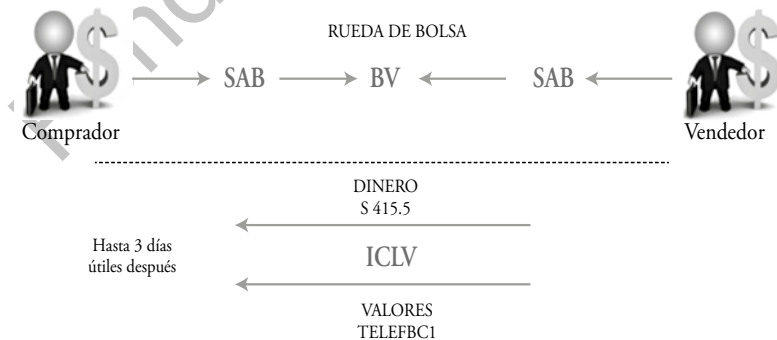 RUEDA DE BOLSA
SAB BV SAB
Comprador Vendedor
DINERO
S 415.5
Hasta 3 días
útiles después
ICLV
VALORES
TELEFBC1